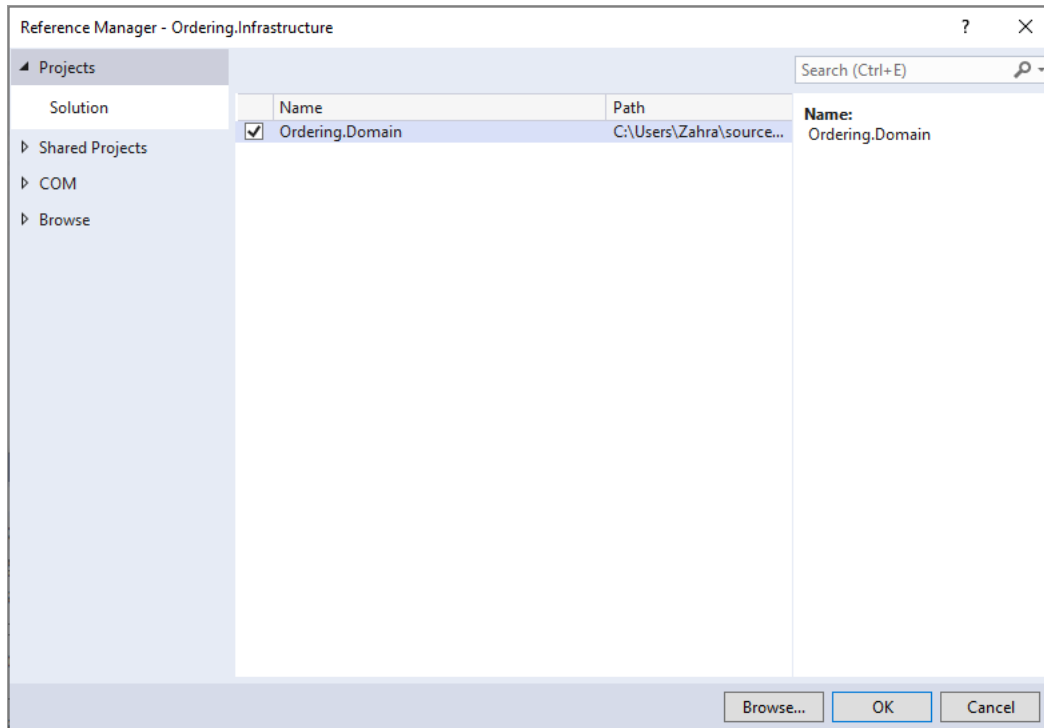 Reference Manager - Ordering.Infrastructure
?
Projects
Search (Ctrl+E)
Solution
Name
Path
Name:
Ordering.Domain
C:\Users\Zahra\source...
Ordering.Domain
Shared Projects
COM
Browse
Browse...
OK
Cancel